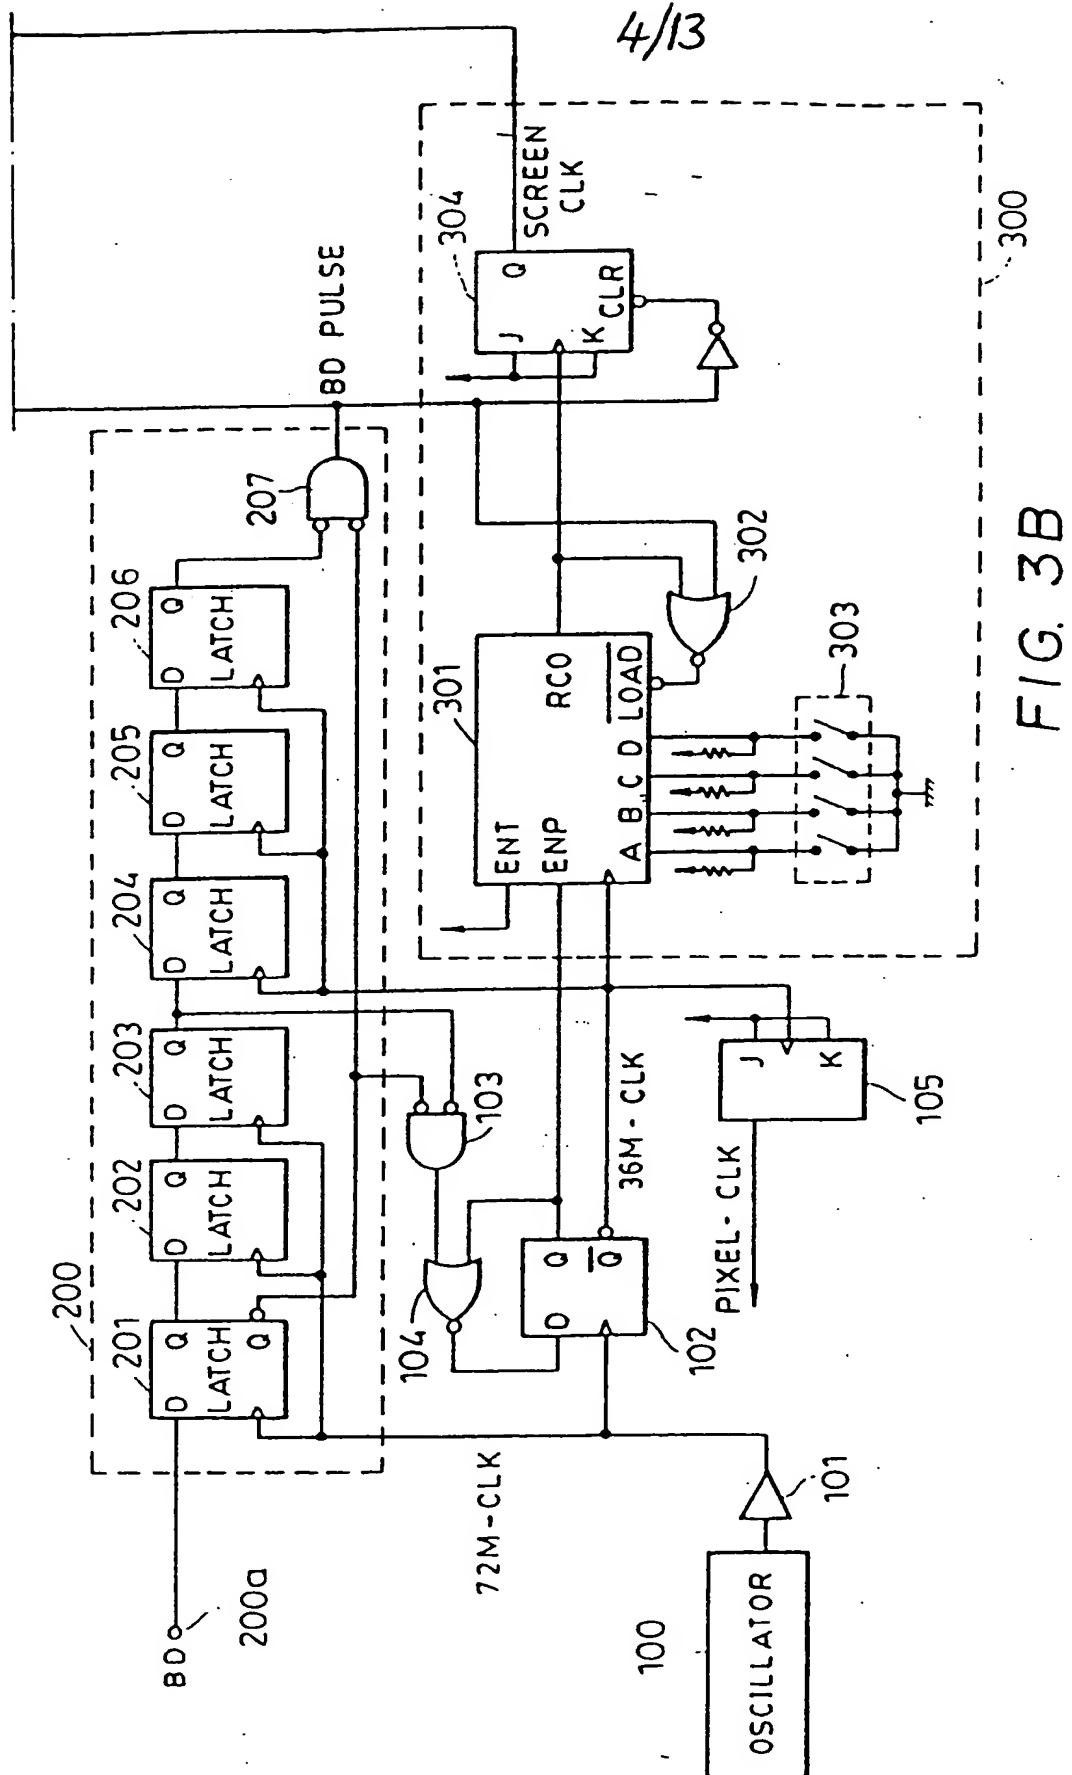 4/13
BD
200a
200
201
D
Q
LATCH
Q
202
D
Q
LATCH
203
D
Q
LATCH
204
D
Q
LATCH
205
D
Q
LATCH
206
D
Q
LATCH
207
BD PULSE
72M-CLK
103
104
D
Q
Q
102
36M-CLK
PIXEL-CLK
J
K
105
100
OSCILLATOR
101
301
ENT
ENP
RCO
A
B
C
D
LOAD
302
303
304
J
Q
K
CLR
SCREEN
CLK
300
FIG. 3B